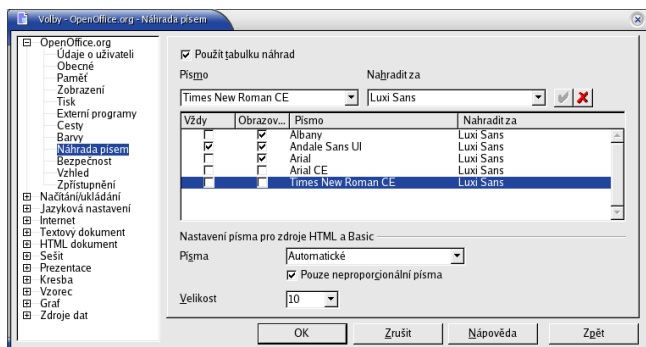 Volby - OpenOffice.org - Náhrada písem
OpenOffice.org
Údaje o uživateli
Obecné
Paměť
Zobrazení
Tisk
Externí programy
Cesty
Barvy
Náhrada písem
Bezpečnost
Vzhled
Zpřístupnění
Načítání/ukládání
Jazyková nastavení
Internet
Textový dokument
HTML dokument
Sešit
Prezentace
Kresba
Vzorec
Graf
Zdroje dat
Použít tabulku náhrad
Písmo Nahradit za
Times New Roman CE Luxi Sans
Vždy Obrazov... Písmo Nahradit za
Albany Luxi Sans
Andale Sans UI Luxi Sans
Arial Luxi Sans
Arial CE Luxi Sans
Times New Roman CE Luxi Sans
Nastavení písma pro zdroje HTML a Basic
Písma Automatické
Pouze neproporcionální písma
Velikost 10
OK Zrušit Nápověda Zpět